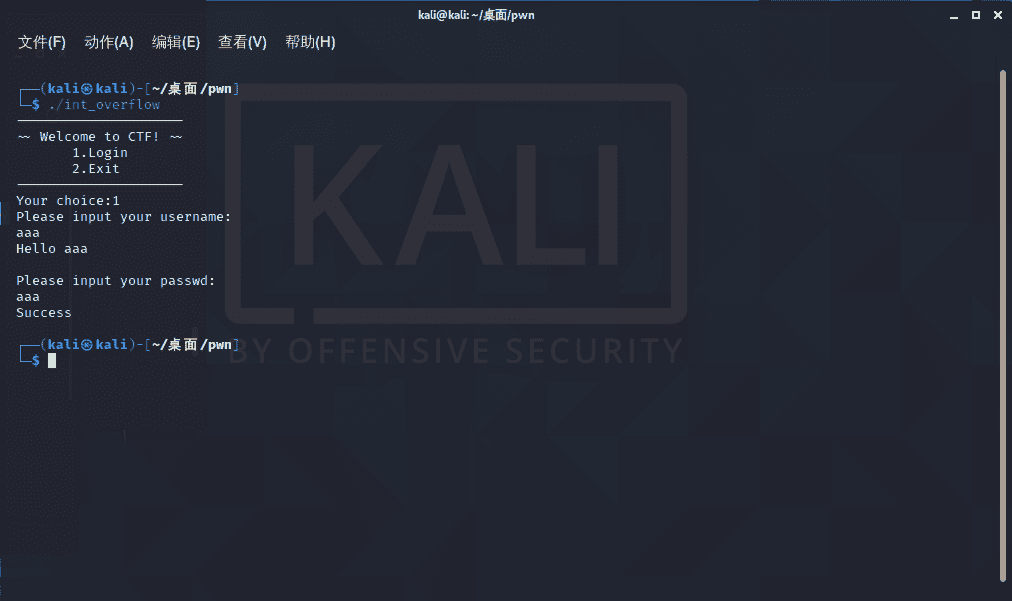 kali@kali: ~/桌面/pwn
文件(F) 动作(A) 编辑(E) 查看(V) 帮助(H)
┌──(kali㉿kali)-[~/桌面/pwn]
└─$ ./int_overflow
---------------------
~~ Welcome to CTF! ~~
1.Login
2.Exit
---------------------
Your choice:1
Please input your username:
aaa
Hello aaa
Please input your passwd:
aaa
Success
┌──(kali㉿kali)-[~/桌面/pwn]
└─$
KALI
BY OFFENSIVE SECURITY